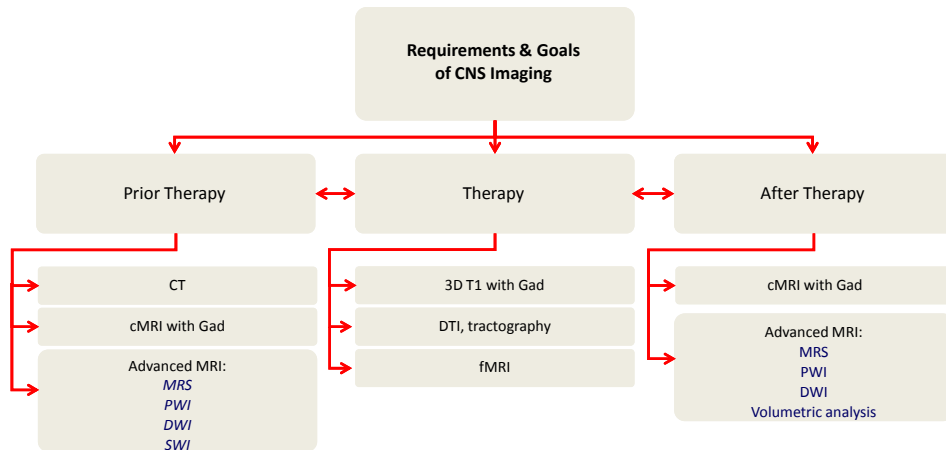 Requirements & Goals
of CNS Imaging
Prior Therapy
Therapy
After Therapy
CT
cMRI with Gad
Advanced MRI:
MRS
PWI
DWI
SWI
3D T1 with Gad
DTI, tractography
fMRI
cMRI with Gad
Advanced MRI:
MRS
PWI
DWI
Volumetric analysis